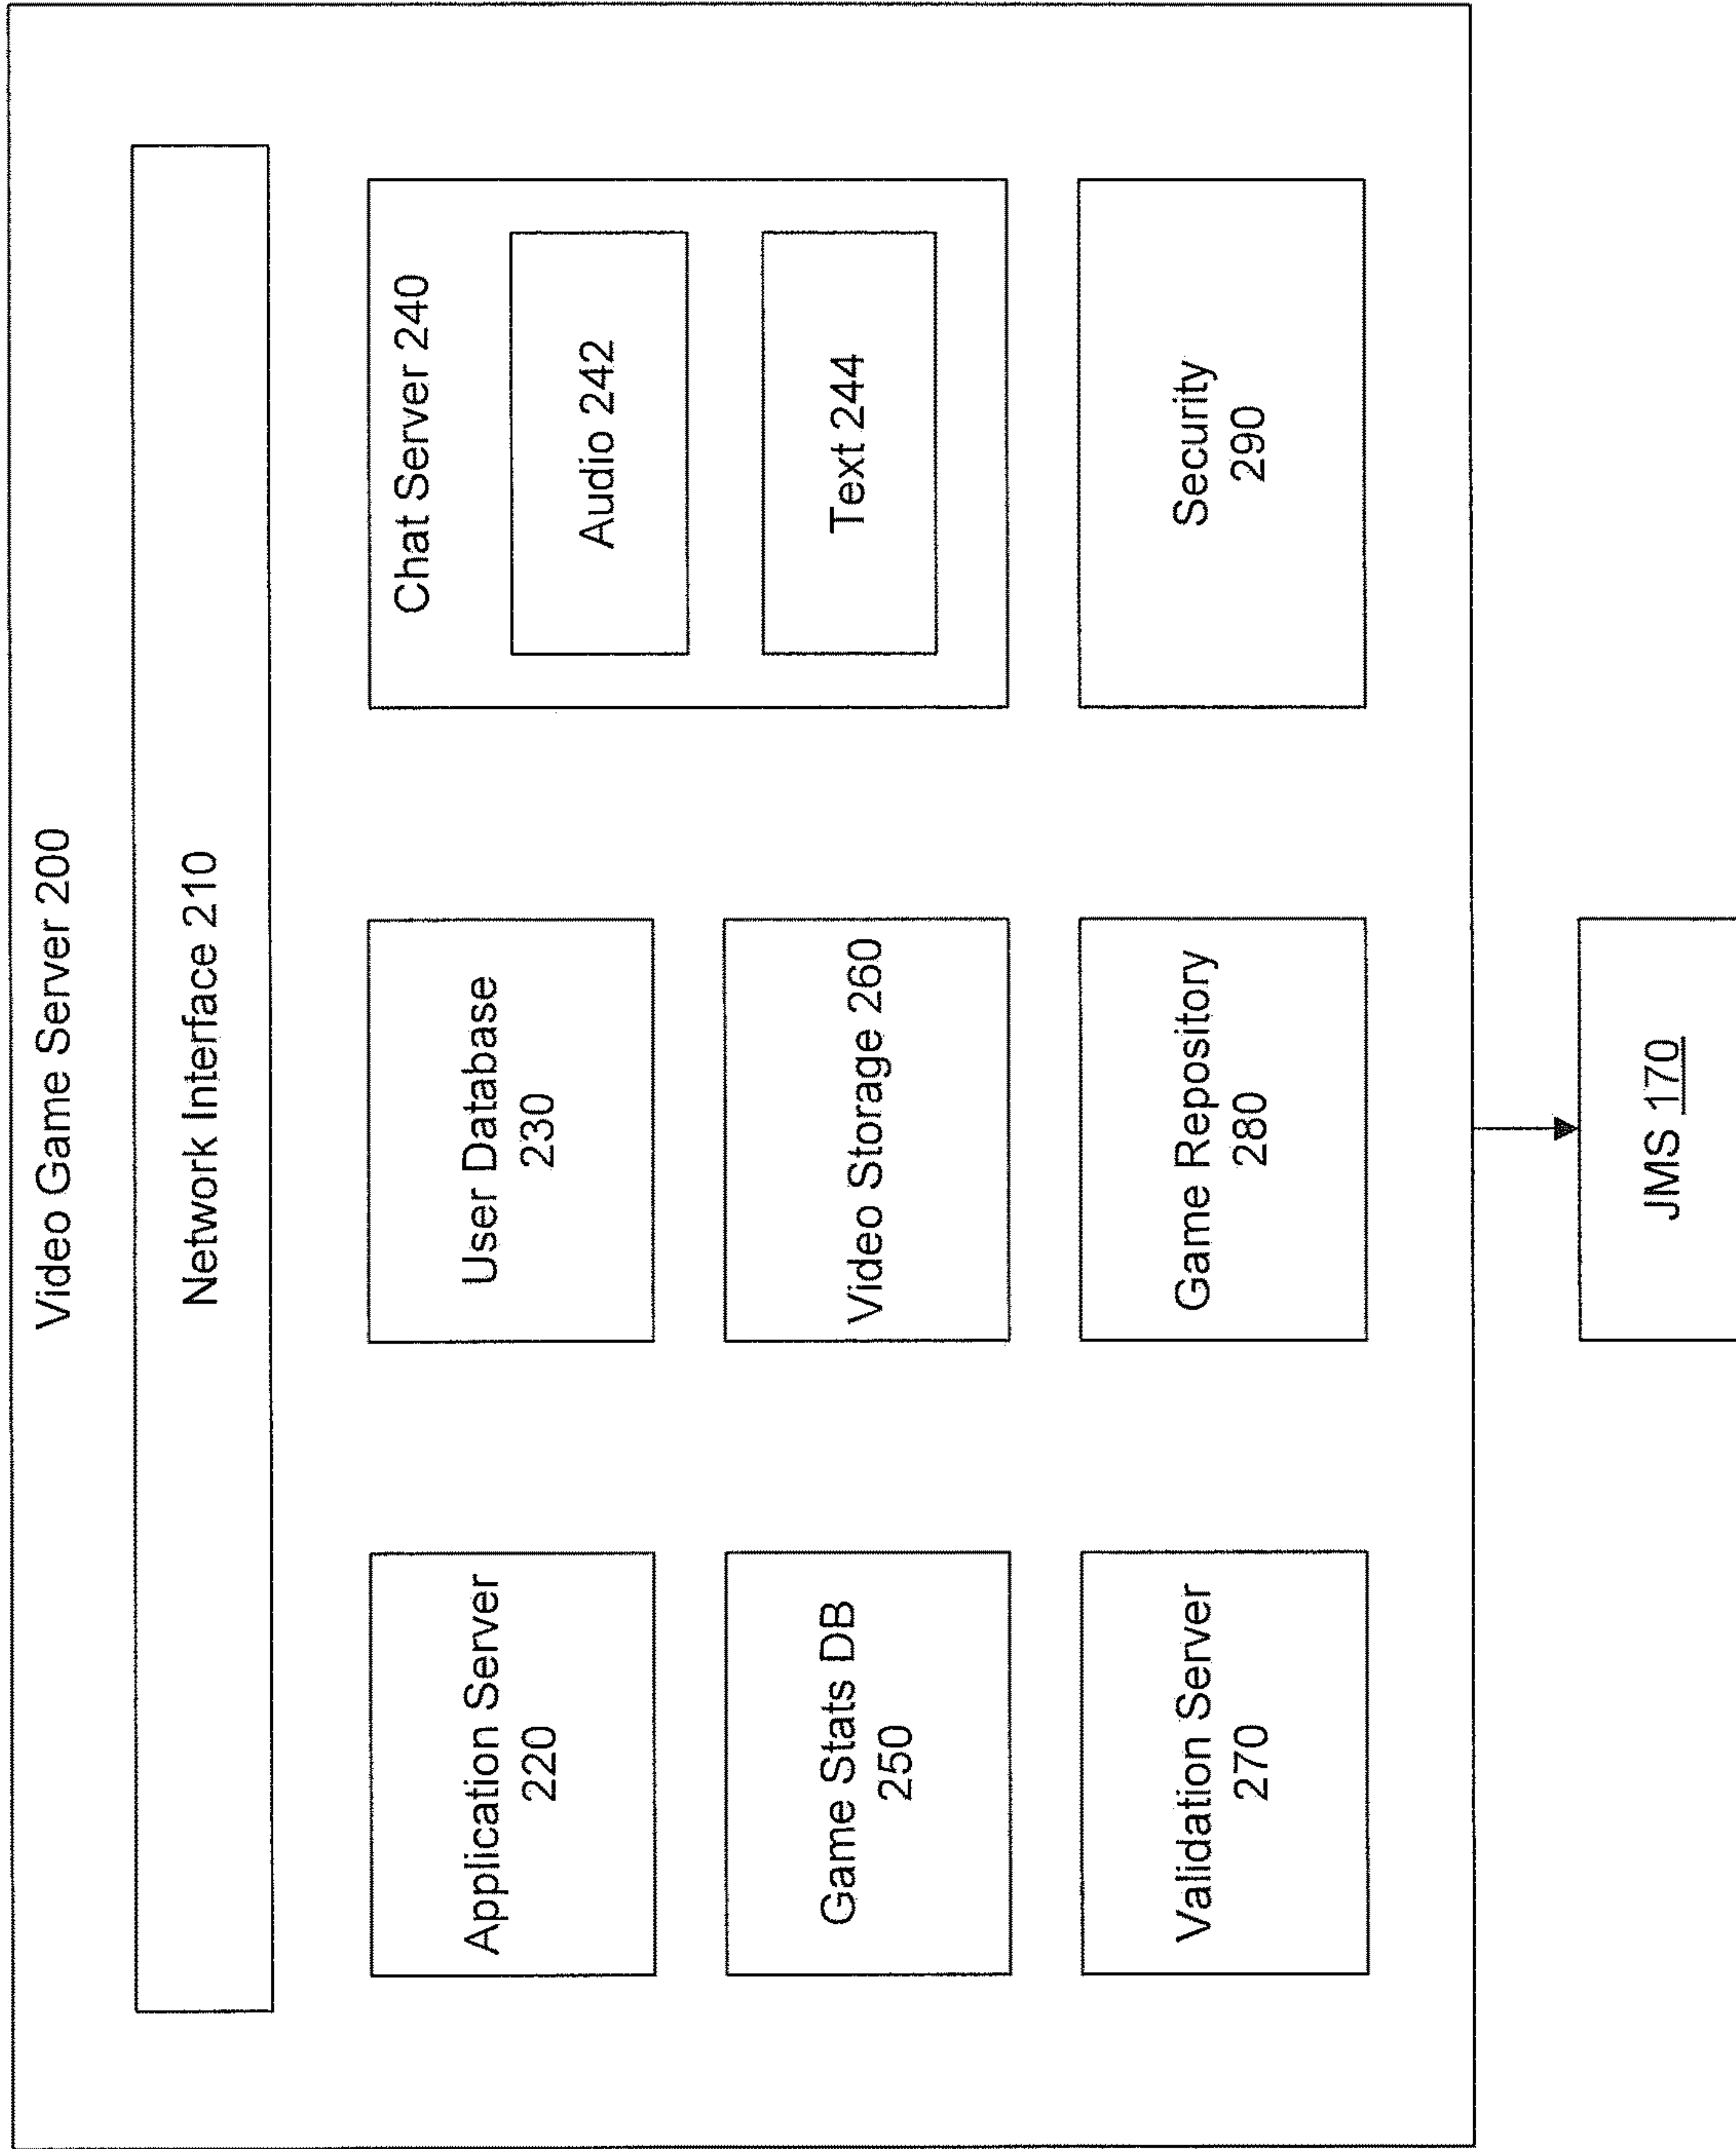 Video Game Server 200
Network Interface 210
Application Server
220
User Database
230
Chat Server 240
Audio 242
Text 244
Game Stats DB
250
Video Storage 260
Validation Server
270
Game Repository
280
Security
290
JMS 170